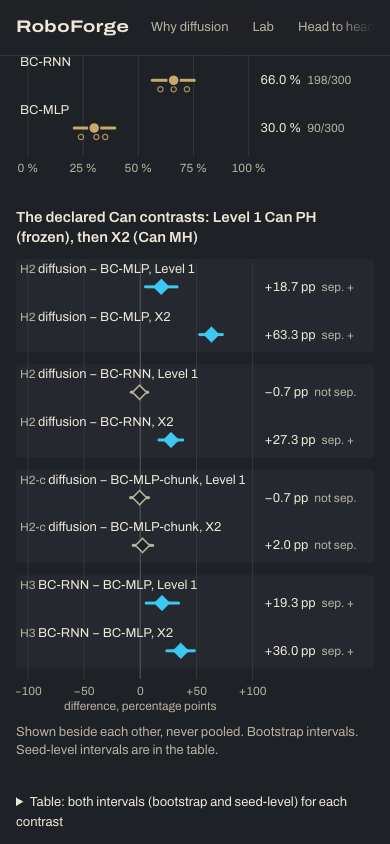 RoboForge Why diffusion Lab Head to head
BC-RNN
66.0 % 198/300
BC-MLP
30.0 % 90/300
0 % 25 % 50 % 75 % 100 %
The declared Can contrasts: Level 1 Can PH
(frozen), then X2 (Can MH)
H2 diffusion – BC-MLP, Level 1
+18.7 pp sep. +
H2 diffusion – BC-MLP, X2
+63.3 pp sep. +
H2 diffusion – BC-RNN, Level 1
−0.7 pp not sep.
H2 diffusion – BC-RNN, X2
+27.3 pp sep. +
H2-c diffusion – BC-MLP-chunk, Level 1
−0.7 pp not sep.
H2-c diffusion – BC-MLP-chunk, X2
+2.0 pp not sep.
H3 BC-RNN – BC-MLP, Level 1
+19.3 pp sep. +
H3 BC-RNN – BC-MLP, X2
+36.0 pp sep. +
−100 −50 0 +50 +100
difference, percentage points
Shown beside each other, never pooled. Bootstrap intervals.
Seed-level intervals are in the table.
Table: both intervals (bootstrap and seed-level) for each
contrast